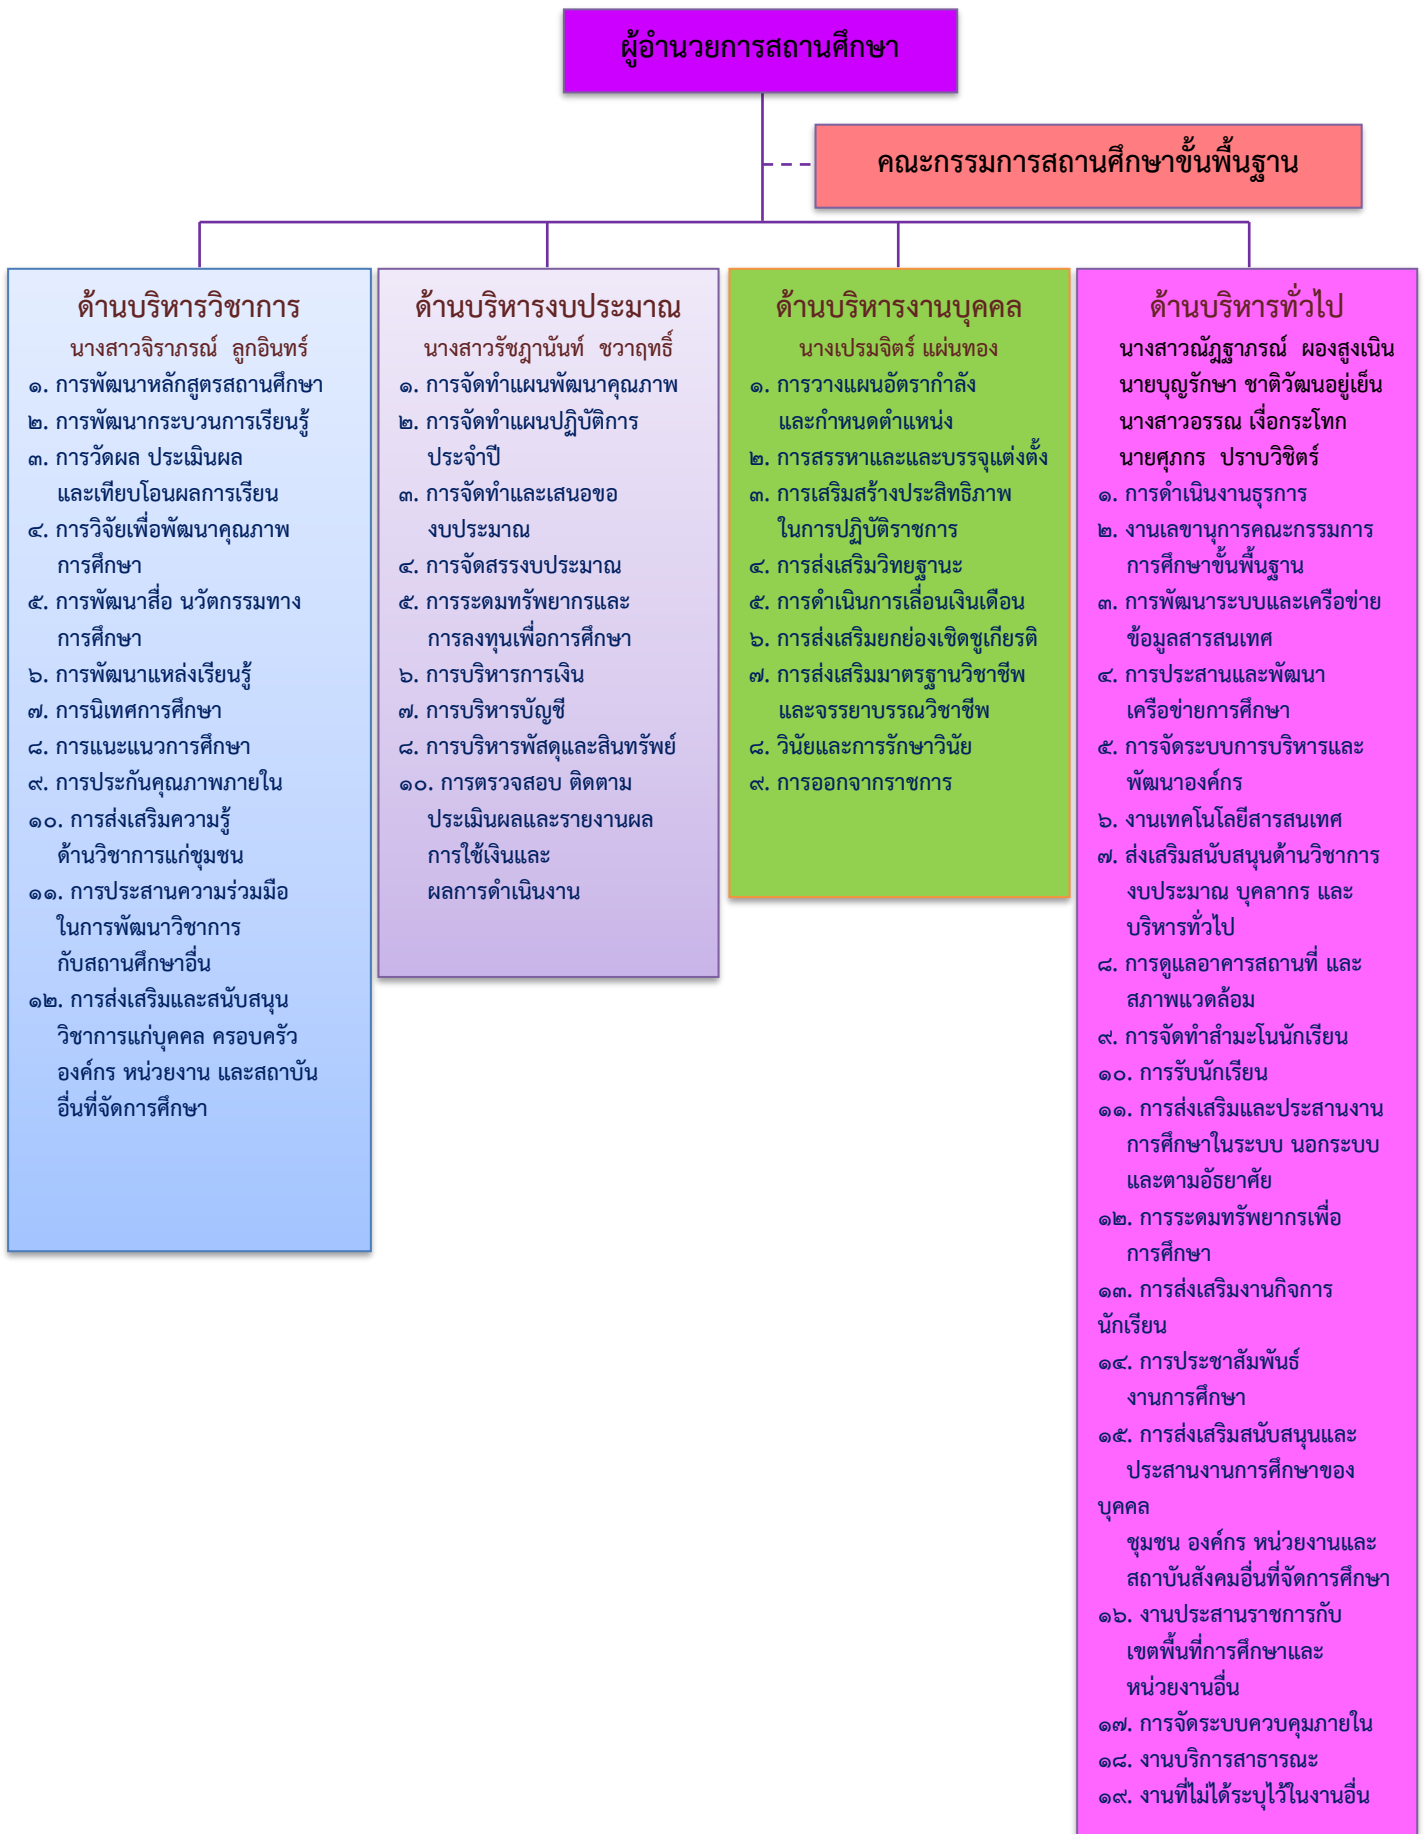 ผู้อำนวยการสถานศึกษา
คณะกรรมการสถานศึกษาขั้นพื้นฐาน
ด้านบริหารวิชาการ
นางสาวจิราภรณ์ ลูกอินทร์
๑. การพัฒนาหลักสูตรสถานศึกษา
๒. การพัฒนากระบวนการเรียนรู้
๓. การวัดผล ประเมินผล
และเทียบโอนผลการเรียน
๔. การวิจัยเพื่อพัฒนาคุณภาพ
การศึกษา
๕. การพัฒนาสื่อ นวัตกรรมทาง
การศึกษา
๖. การพัฒนาแหล่งเรียนรู้
๗. การนิเทศการศึกษา
๘. การแนะแนวการศึกษา
๙. การประกันคุณภาพภายใน
๑๐. การส่งเสริมความรู้
ด้านวิชาการแก่ชุมชน
๑๑. การประสานความร่วมมือ
ในการพัฒนาวิชาการ
กับสถานศึกษาอื่น
๑๒. การส่งเสริมและสนับสนุน
วิชาการแก่บุคคล ครอบครัว
องค์กร หน่วยงาน และสถาบัน
อื่นที่จัดการศึกษา
ด้านบริหารงบประมาณ
นางสาวรัชฎานันท์ ชวาฤทธิ์
๑. การจัดทำแผนพัฒนาคุณภาพ
๒. การจัดทำแผนปฏิบัติการ
ประจำปี
๓. การจัดทำและเสนอขอ
งบประมาณ
๔. การจัดสรรงบประมาณ
๕. การระดมทรัพยากรและ
การลงทุนเพื่อการศึกษา
๖. การบริหารการเงิน
๗. การบริหารบัญชี
๘. การบริหารพัสดุและสินทรัพย์
๑๐. การตรวจสอบ ติดตาม
ประเมินผลและรายงานผล
การใช้เงินและ
ผลการดำเนินงาน
ด้านบริหารงานบุคคล
นางเปรมจิตร์ แผ่นทอง
๑. การวางแผนอัตรากำลัง
และกำหนดตำแหน่ง
๒. การสรรหาและและบรรจุแต่งตั้ง
๓. การเสริมสร้างประสิทธิภาพ
ในการปฏิบัติราชการ
๔. การส่งเสริมวิทยฐานะ
๕. การดำเนินการเลื่อนเงินเดือน
๖. การส่งเสริมยกย่องเชิดชูเกียรติ
๗. การส่งเสริมมาตรฐานวิชาชีพ
และจรรยาบรรณวิชาชีพ
๘. วินัยและการรักษาวินัย
๙. การออกจากราชการ
ด้านบริหารทั่วไป
นางสาวณัฎฐาภรณ์ ผองสูงเนิน
นายบุญรักษา ชาติวัฒนอยู่เย็น
นางสาวอรรณ เงื่อกระโทก
นายศุภกร ปราบวิชิตร์
๑. การดำเนินงานธุรการ
๒. งานเลขานุการคณะกรรมการ
การศึกษาขั้นพื้นฐาน
๓. การพัฒนาระบบและเครือข่าย
ข้อมูลสารสนเทศ
๔. การประสานและพัฒนา
เครือข่ายการศึกษา
๕. การจัดระบบการบริหารและ
พัฒนาองค์กร
๖. งานเทคโนโลยีสารสนเทศ
๗. ส่งเสริมสนับสนุนด้านวิชาการ
งบประมาณ บุคลากร และ
บริหารทั่วไป
๘. การดูแลอาคารสถานที่ และ
สภาพแวดล้อม
๙. การจัดทำสำมะโนนักเรียน
๑๐. การรับนักเรียน
๑๑. การส่งเสริมและประสานงาน
การศึกษาในระบบ นอกระบบ
และตามอัธยาศัย
๑๒. การระดมทรัพยากรเพื่อ
การศึกษา
๑๓. การส่งเสริมงานกิจการ
นักเรียน
๑๔. การประชาสัมพันธ์
งานการศึกษา
๑๕. การส่งเสริมสนับสนุนและ
ประสานงานการศึกษาของ
บุคคล
ชุมชน องค์กร หน่วยงานและ
สถาบันสังคมอื่นที่จัดการศึกษา
๑๖. งานประสานราชการกับ
เขตพื้นที่การศึกษาและ
หน่วยงานอื่น
๑๗. การจัดระบบควบคุมภายใน
๑๘. งานบริการสาธารณะ
๑๙. งานที่ไม่ได้ระบุไว้ในงานอื่น